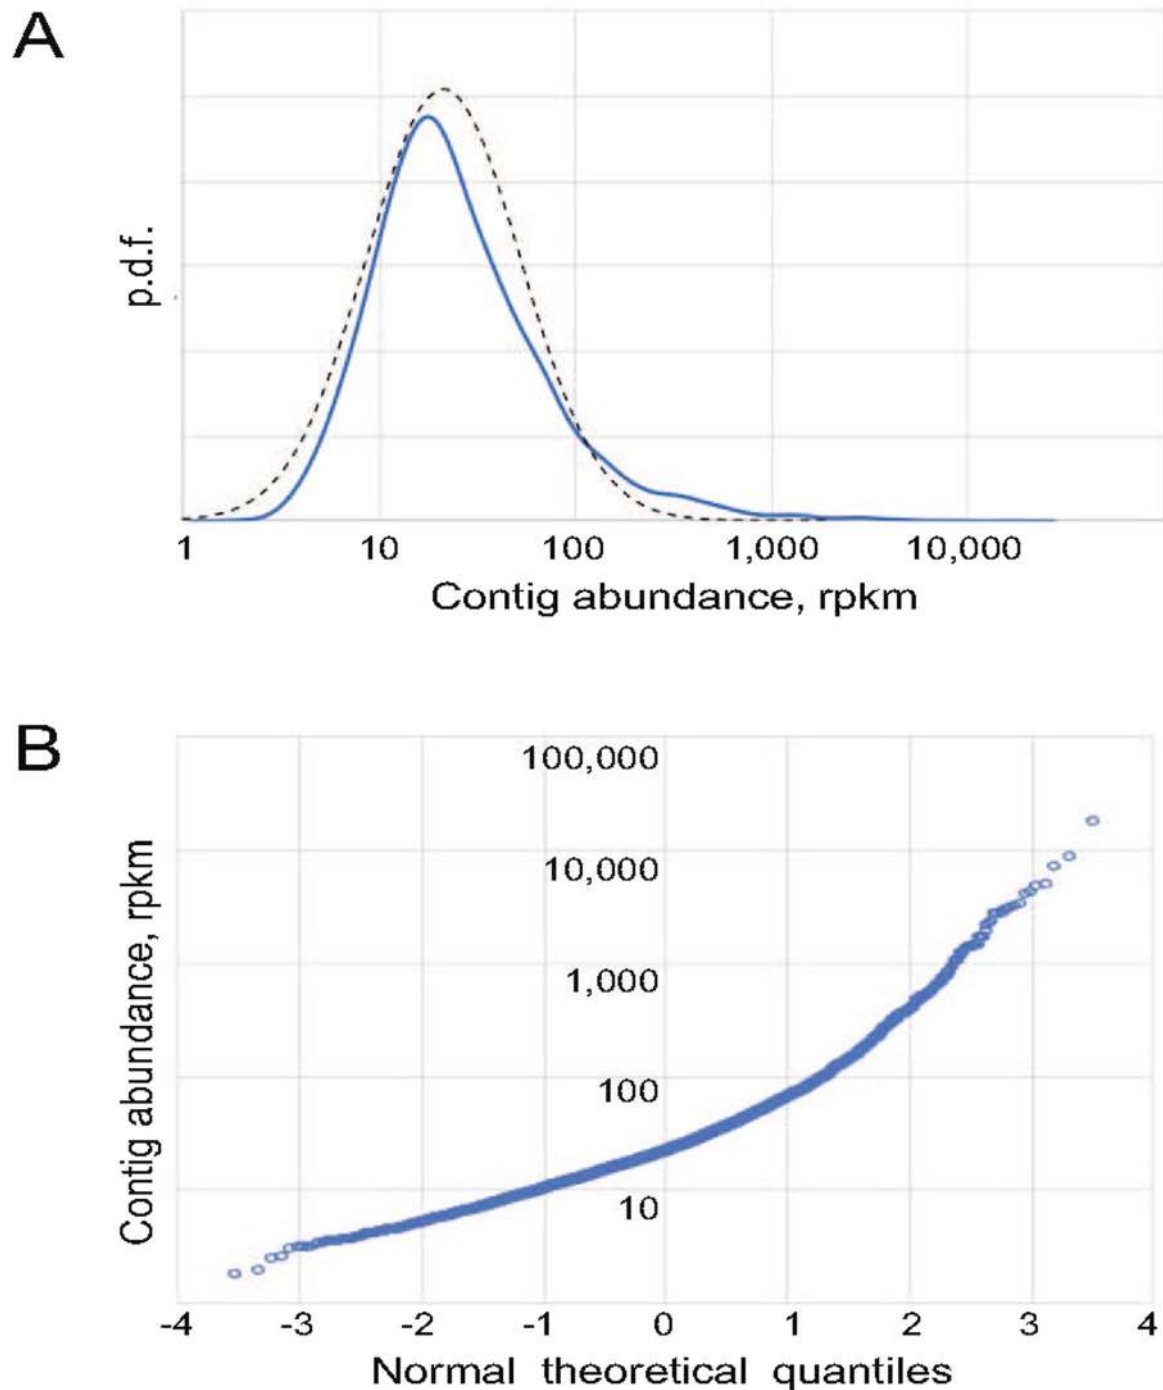 A
p.d.f.
1 10 100 1,000 10,000
Contig abundance, rpkm
B
100,000
10,000
1,000
100
10
Contig abundance, rpkm
-4 -3 -2 -1 0 1 2 3 4
Normal theoretical quantiles